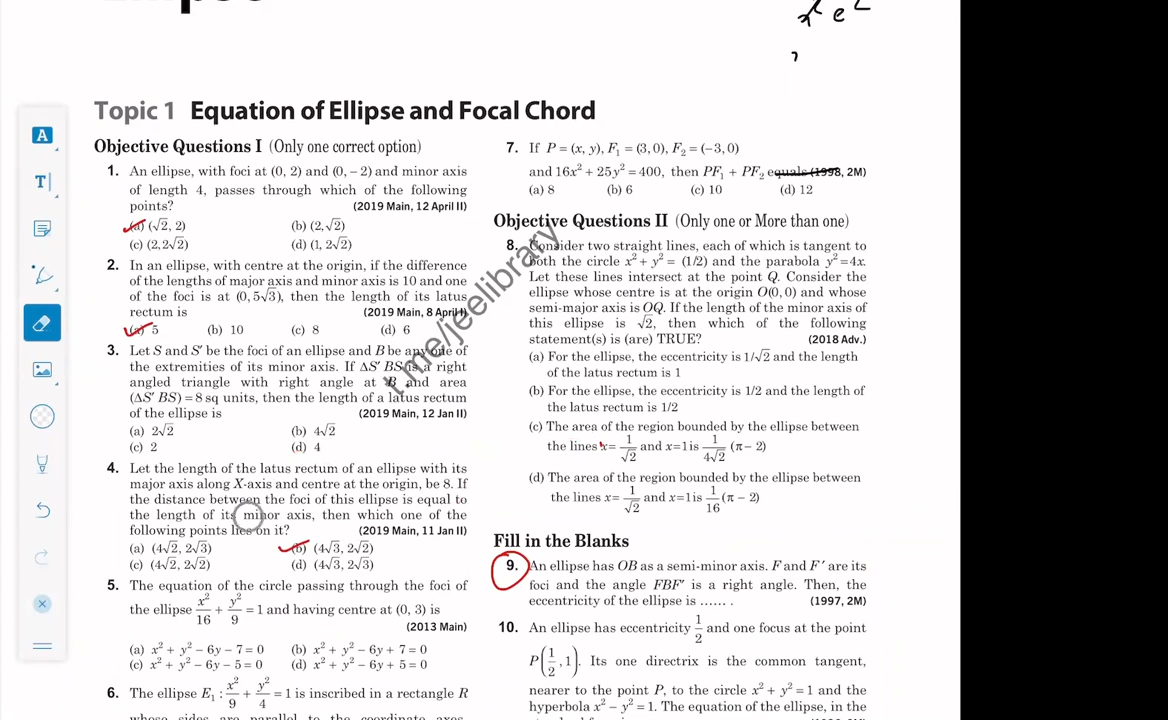 x² e²
Topic 1 Equation of Ellipse and Focal Chord
Objective Questions I (Only one correct option)
1. An ellipse, with foci at (0, 2) and (0, – 2) and minor axis
of length 4, passes through which of the following
points? (2019 Main, 12 April II)
(a) (√2, 2) (b) (2, √2)
(c) (2, 2√2) (d) (1, 2√2)
2. In an ellipse, with centre at the origin, if the difference
of the lengths of major axis and minor axis is 10 and one
of the foci is at (0, 5√3), then the length of its latus
rectum is (2019 Main, 8 April I)
(a) 5 (b) 10 (c) 8 (d) 6
3. Let S and S′ be the foci of an ellipse and B be any one of
the extremities of its minor axis. If ΔS′ BS is a right
angled triangle with right angle at B and area
(ΔS′ BS) = 8 sq units, then the length of a latus rectum
of the ellipse is (2019 Main, 12 Jan II)
(a) 2√2 (b) 4√2
(c) 2 (d) 4
4. Let the length of the latus rectum of an ellipse with its
major axis along X-axis and centre at the origin, be 8. If
the distance between the foci of this ellipse is equal to
the length of its minor axis, then which one of the
following points lies on it? (2019 Main, 11 Jan II)
(a) (4√2, 2√3) (b) (4√3, 2√2)
(c) (4√2, 2√2) (d) (4√3, 2√3)
5. The equation of the circle passing through the foci of
the ellipse x²/16 + y²/9 = 1 and having centre at (0, 3) is
(2013 Main)
(a) x² + y² – 6y – 7 = 0 (b) x² + y² – 6y + 7 = 0
(c) x² + y² – 6y – 5 = 0 (d) x² + y² – 6y + 5 = 0
6. The ellipse E₁ : x²/9 + y²/4 = 1 is inscribed in a rectangle R
whose sides are parallel to the coordinate axes.
7. If P = (x, y), F₁ = (3, 0), F₂ = (–3, 0)
and 16x² + 25y² = 400, then PF₁ + PF₂ equals (1998, 2M)
(a) 8 (b) 6 (c) 10 (d) 12
Objective Questions II (Only one or More than one)
8. Consider two straight lines, each of which is tangent to
both the circle x² + y² = (1/2) and the parabola y² = 4x.
Let these lines intersect at the point Q. Consider the
ellipse whose centre is at the origin O(0, 0) and whose
semi-major axis is OQ. If the length of the minor axis of
this ellipse is √2, then which of the following
statement(s) is (are) TRUE? (2018 Adv.)
(a) For the ellipse, the eccentricity is 1/√2 and the length
of the latus rectum is 1
(b) For the ellipse, the eccentricity is 1/2 and the length of
the latus rectum is 1/2
(c) The area of the region bounded by the ellipse between
the lines x = 1/√2 and x=1 is 1/4√2 (π – 2)
(d) The area of the region bounded by the ellipse between
the lines x = 1/√2 and x=1 is 1/16 (π – 2)
Fill in the Blanks
9. An ellipse has OB as a semi-minor axis. F and F′ are its
foci and the angle FBF′ is a right angle. Then, the
eccentricity of the ellipse is ...... . (1997, 2M)
10. An ellipse has eccentricity 1/2 and one focus at the point
P(1/2, 1). Its one directrix is the common tangent,
nearer to the point P, to the circle x² + y² = 1 and the
hyperbola x² – y² = 1. The equation of the ellipse, in the
t.me/jeelibrary
A
T